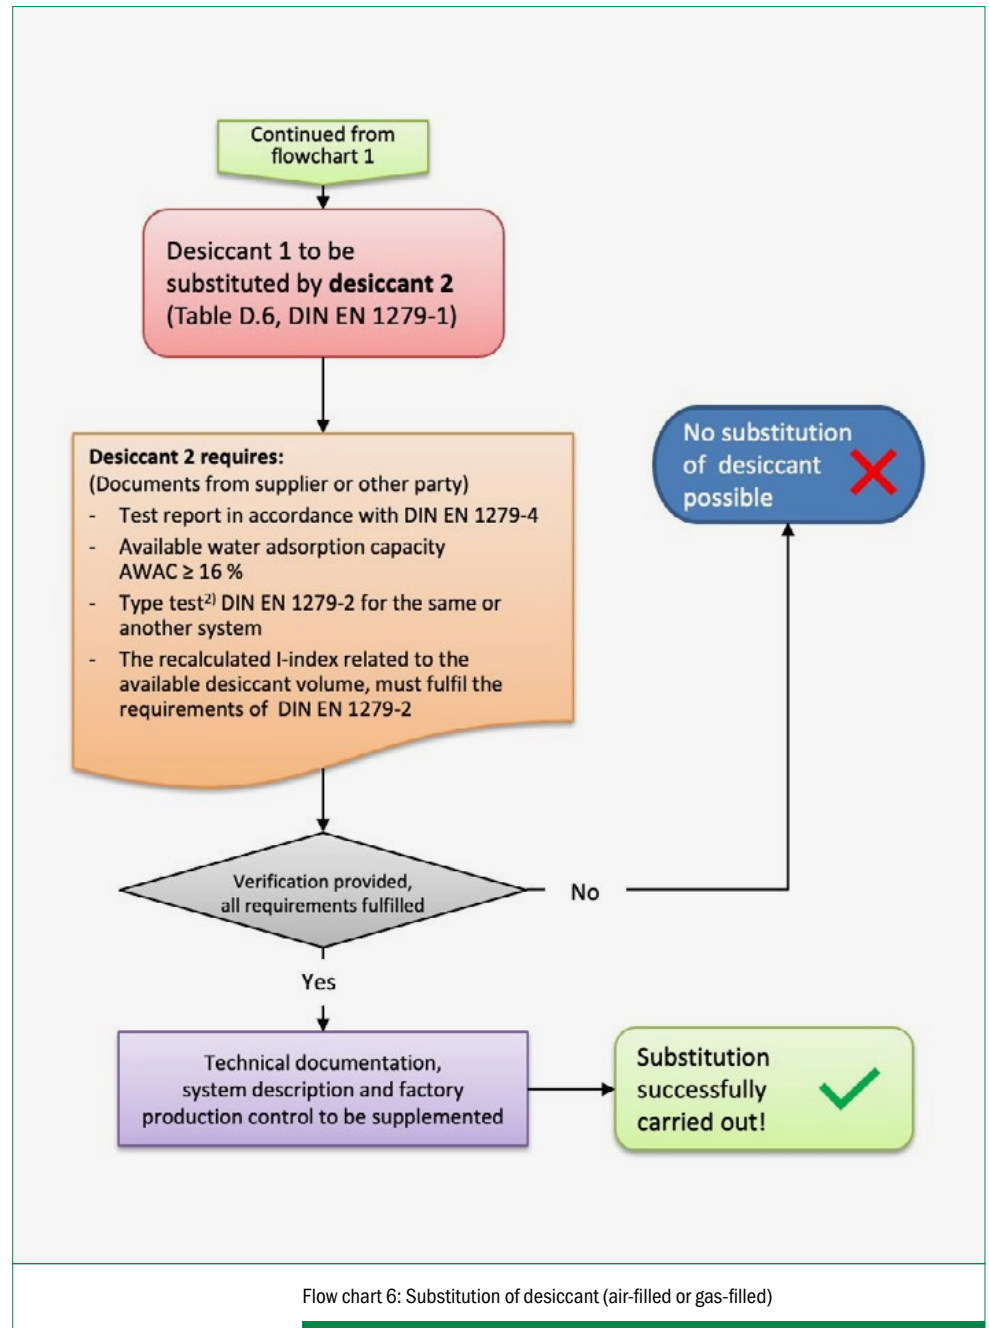 Continued from
flowchart 1
Desiccant 1 to be
substituted by desiccant 2
(Table D.6, DIN EN 1279-1)
Desiccant 2 requires:
(Documents from supplier or other party)
- Test report in accordance with DIN EN 1279-4
- Available water adsorption capacity
AWAC ≥ 16 %
- Type test²⁾ DIN EN 1279-2 for the same or
another system
- The recalculated I-index related to the
available desiccant volume, must fulfil the
requirements of DIN EN 1279-2
No substitution
of desiccant
possible
Verification provided,
all requirements fulfilled
No
Yes
Technical documentation,
system description and factory
production control to be supplemented
Substitution
successfully
carried out!
Flow chart 6: Substitution of desiccant (air-filled or gas-filled)